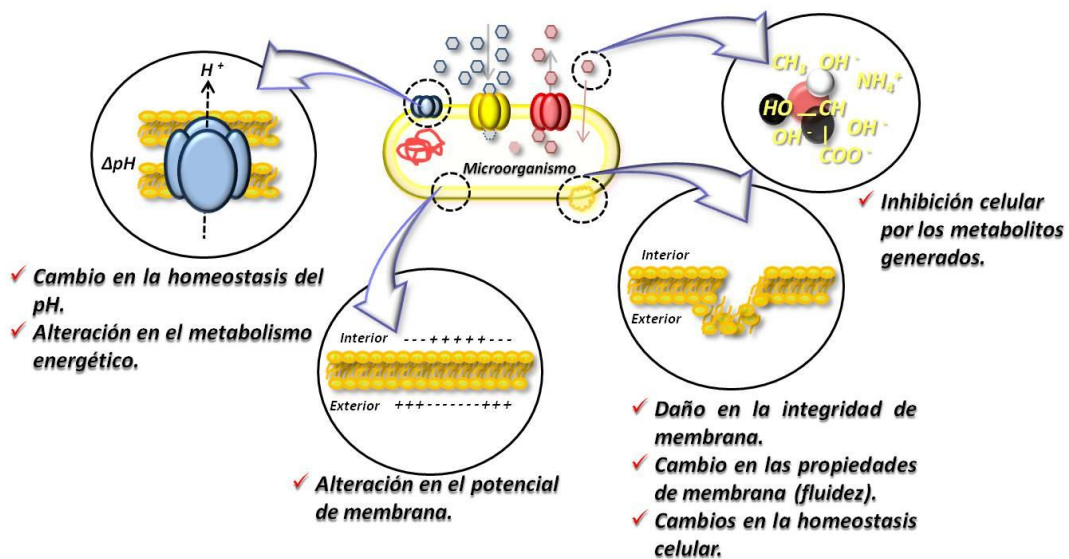 H +
ΔpH
✓ Cambio en la homeostasis del
pH.
✓ Alteración en el metabolismo
energético.
Microorganismo
CH3 OH -
NH4+
HO CH
OH - OH -
COO -
✓ Inhibición celular
por los metabolitos
generados.
Interior - - - + + + + + - - -
Exterior + + + - - - - - - - + + +
✓ Alteración en el potencial
de membrana.
Interior
Exterior
✓ Daño en la integridad de
membrana.
✓ Cambio en las propiedades
de membrana (fluidez).
✓ Cambios en la homeostasis
celular.